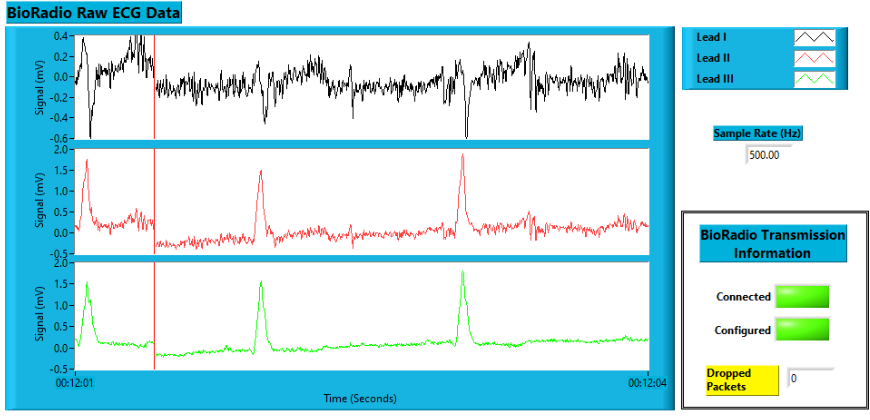 BioRadio Raw ECG Data
Signal (mV)
0.4
0.2
0.0
-0.2
-0.4
-0.6
Signal (mV)
2.0
1.5
1.0
0.5
0.0
-0.5
Signal (mV)
2.0
1.5
1.0
0.5
0.0
-0.5
00:12:01
00:12:04
Time (Seconds)
Lead I
Lead II
Lead III
Sample Rate (Hz)
500.00
BioRadio Transmission
Information
Connected
Configured
Dropped
Packets
0